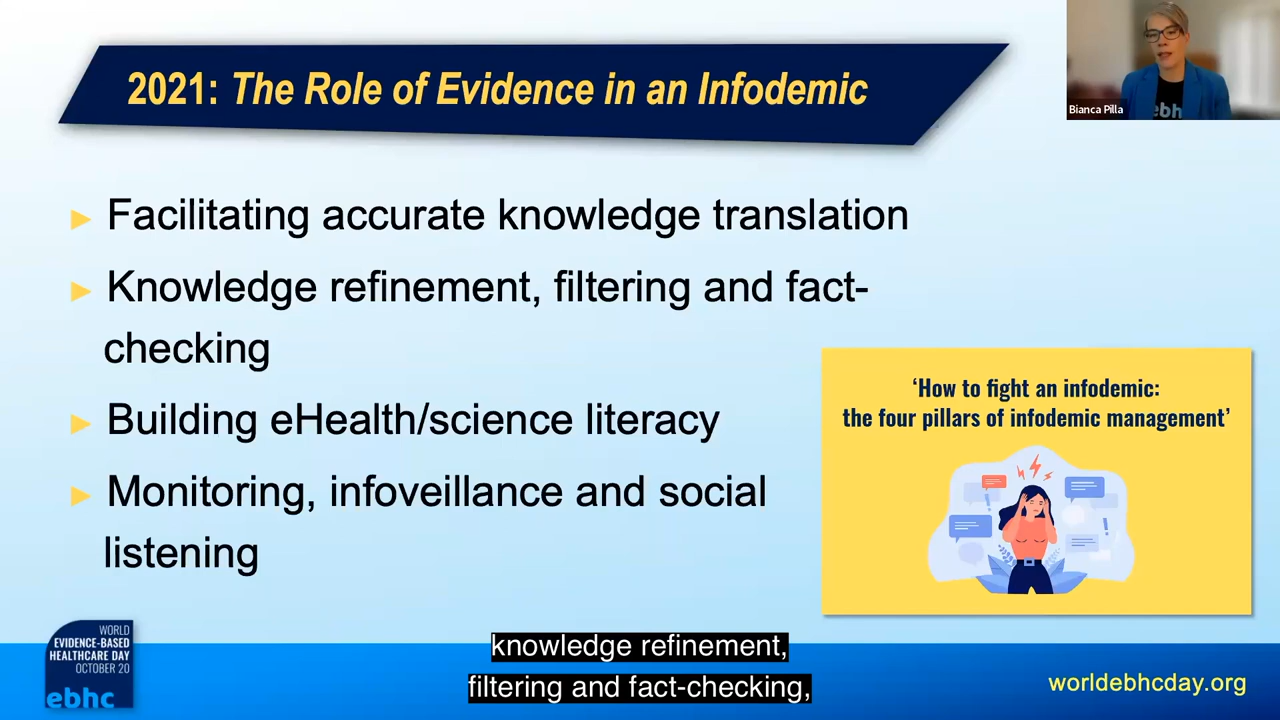 2021: The Role of Evidence in an Infodemic
Bianca Pilla
ebhc
► Facilitating accurate knowledge translation
► Knowledge refinement, filtering and fact-
checking
► Building eHealth/science literacy
► Monitoring, infoveillance and social
listening
‘How to fight an infodemic:
the four pillars of infodemic management’
WORLD
EVIDENCE-BASED
HEALTHCARE DAY
OCTOBER 20
ebhc
knowledge refinement,
filtering and fact-checking,
worldebhcday.org